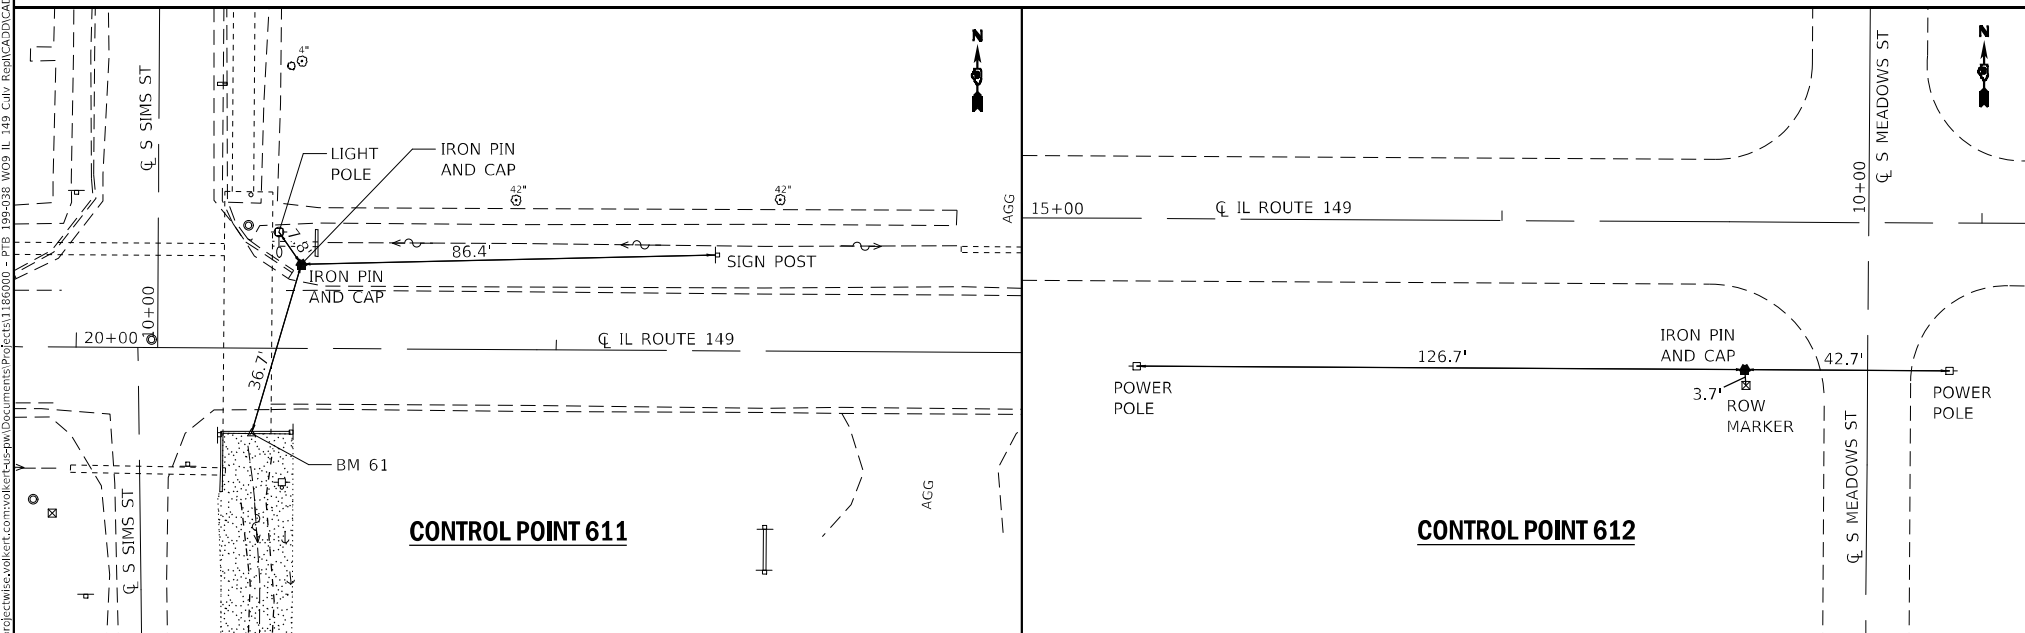 rojectwise.volkert.com:volkert-us-pw\Documents\Projects\1186000 - PTB 199-038 WO9 IL 149 Culv Repl\CADD\CAD
℄ S SIMS ST
4"
N
LIGHT
POLE
IRON PIN
AND CAP
42"
42"
AGG
7.8'
86.4'
SIGN POST
IRON PIN
AND CAP
20+00
10+00
℄ IL ROUTE 149
36.7'
BM 61
℄ S SIMS ST
AGG
CONTROL POINT 611
℄ S MEADOWS ST
N
10+00
15+00
℄ IL ROUTE 149
IRON PIN
AND CAP
126.7'
42.7'
POWER
POLE
3.7'
ROW
MARKER
POWER
POLE
℄ S MEADOWS ST
CONTROL POINT 612